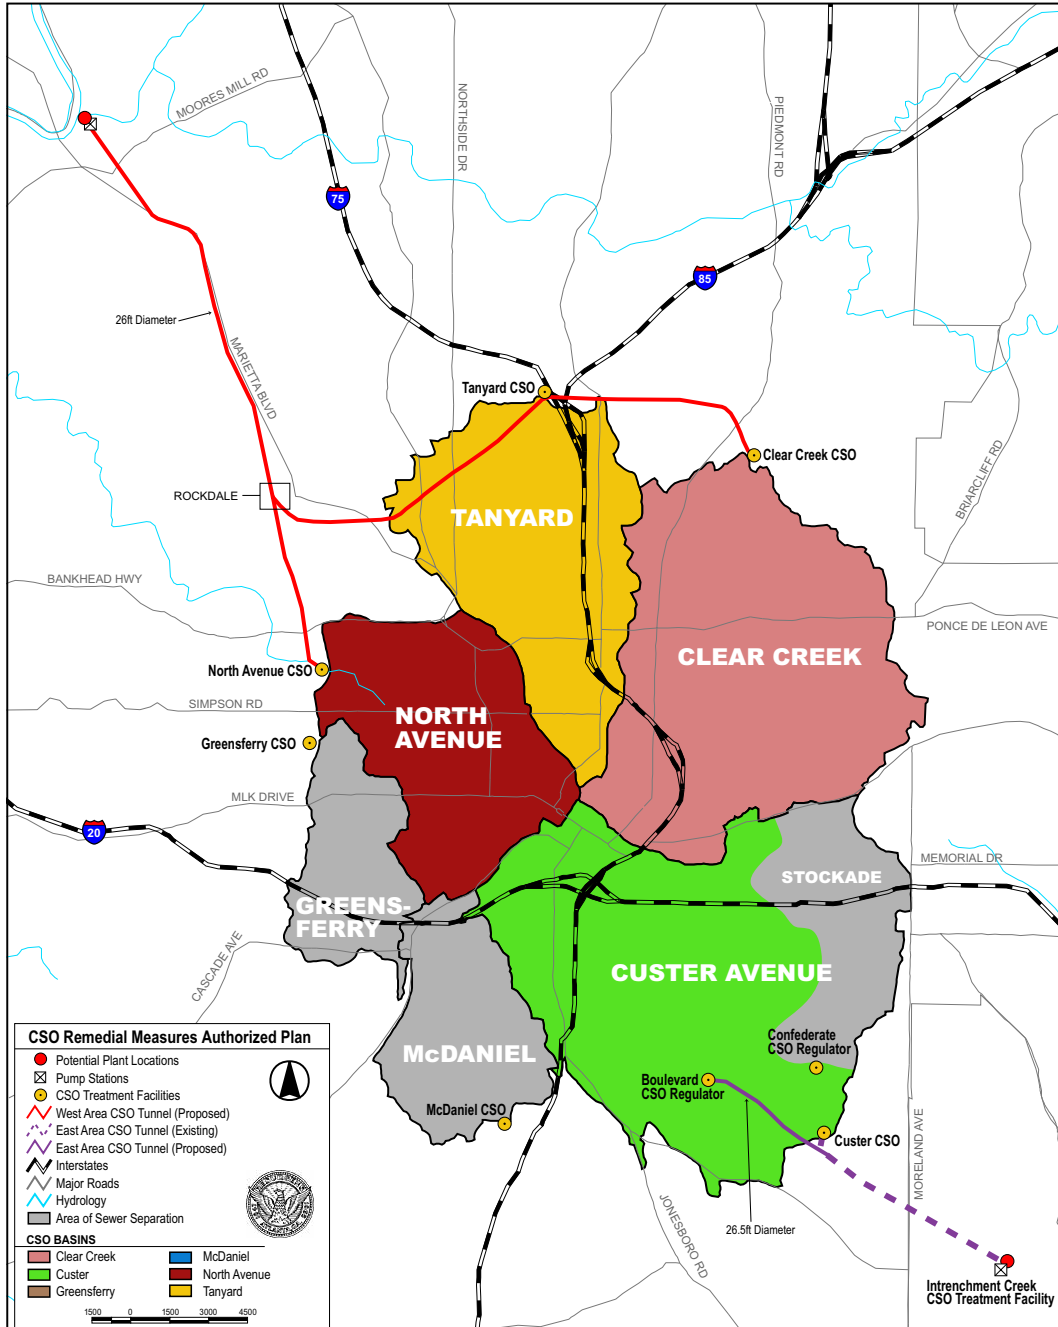 MOORES MILL RD
NORTHSIDE DR
PIEDMONT RD
75
85
26ft Diameter
MARIETTA BLVD
Tanyard CSO
Clear Creek CSO
BRIARCLIFF RD
ROCKDALE
TANYARD
BANKHEAD HWY
PONCE DE LEON AVE
CLEAR CREEK
North Avenue CSO
SIMPSON RD
NORTH
AVENUE
Greensferry CSO
MLK DRIVE
20
MEMORIAL DR
STOCKADE
GREENS-
FERRY
CASCADE AVE
CUSTER AVENUE
CSO Remedial Measures Authorized Plan
Potential Plant Locations
Pump Stations
CSO Treatment Facilities
West Area CSO Tunnel (Proposed)
East Area CSO Tunnel (Existing)
East Area CSO Tunnel (Proposed)
Interstates
Major Roads
Hydrology
Area of Sewer Separation
CSO BASINS
Clear Creek
Custer
Greensferry
McDaniel
North Avenue
Tanyard
1500 0 1500 3000 4500
McDANIEL
McDaniel CSO
Confederate
CSO Regulator
Boulevard
CSO Regulator
Custer CSO
MORELAND AVE
JONESBORO RD
26.5ft Diameter
Intrenchment Creek
CSO Treatment Facility